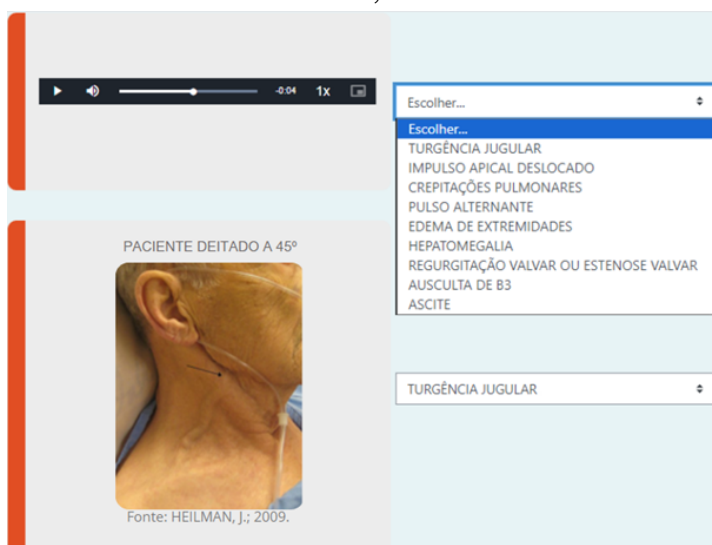 -0:04 1x
Escolher...
Escolher...
TURGÊNCIA JUGULAR
IMPULSO APICAL DESLOCADO
CREPITAÇÕES PULMONARES
PULSO ALTERNANTE
EDEMA DE EXTREMIDADES
HEPATOMEGALIA
REGURGITAÇÃO VALVAR OU ESTENOSE VALVAR
AUSCULTA DE B3
ASCITE
PACIENTE DEITADO A 45º
TURGÊNCIA JUGULAR
Fonte: HEILMAN, J.; 2009.